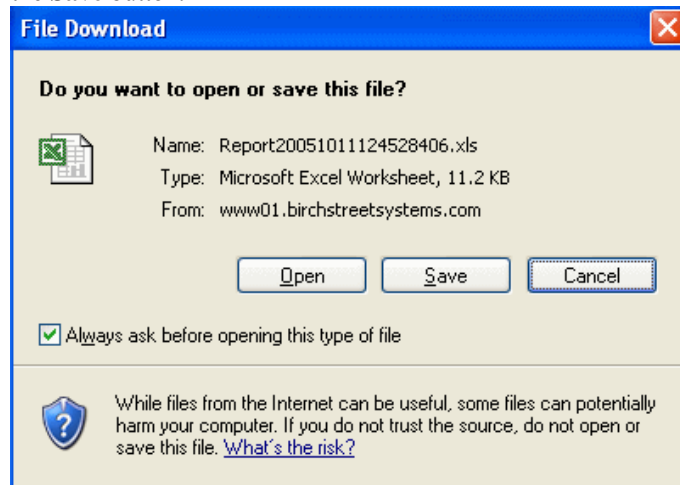 File Download
Do you want to open or save this file?
Name: Report20051011124528406.xls
Type: Microsoft Excel Worksheet, 11.2 KB
From: www01.birchstreetsystems.com
Open Save Cancel
Always ask before opening this type of file
While files from the Internet can be useful, some files can potentially
harm your computer. If you do not trust the source, do not open or
save this file. What's the risk?